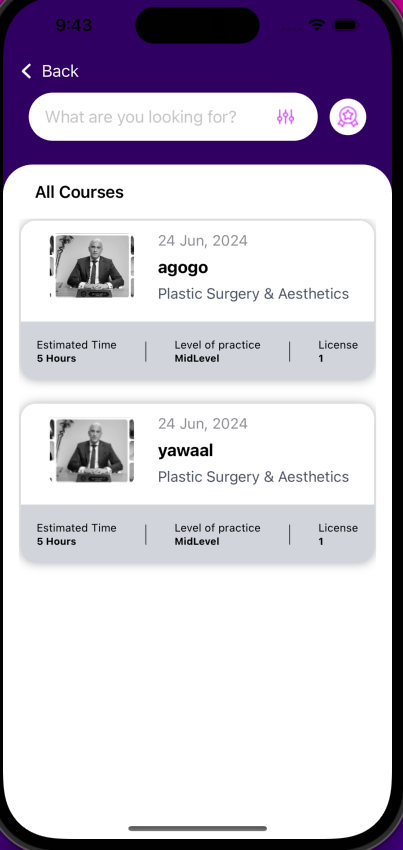 9:43
Back
What are you looking for?
All Courses
24 Jun, 2024
agogo
Plastic Surgery & Aesthetics
Estimated Time
5 Hours
Level of practice
MidLevel
License
1
24 Jun, 2024
yawaal
Plastic Surgery & Aesthetics
Estimated Time
5 Hours
Level of practice
MidLevel
License
1